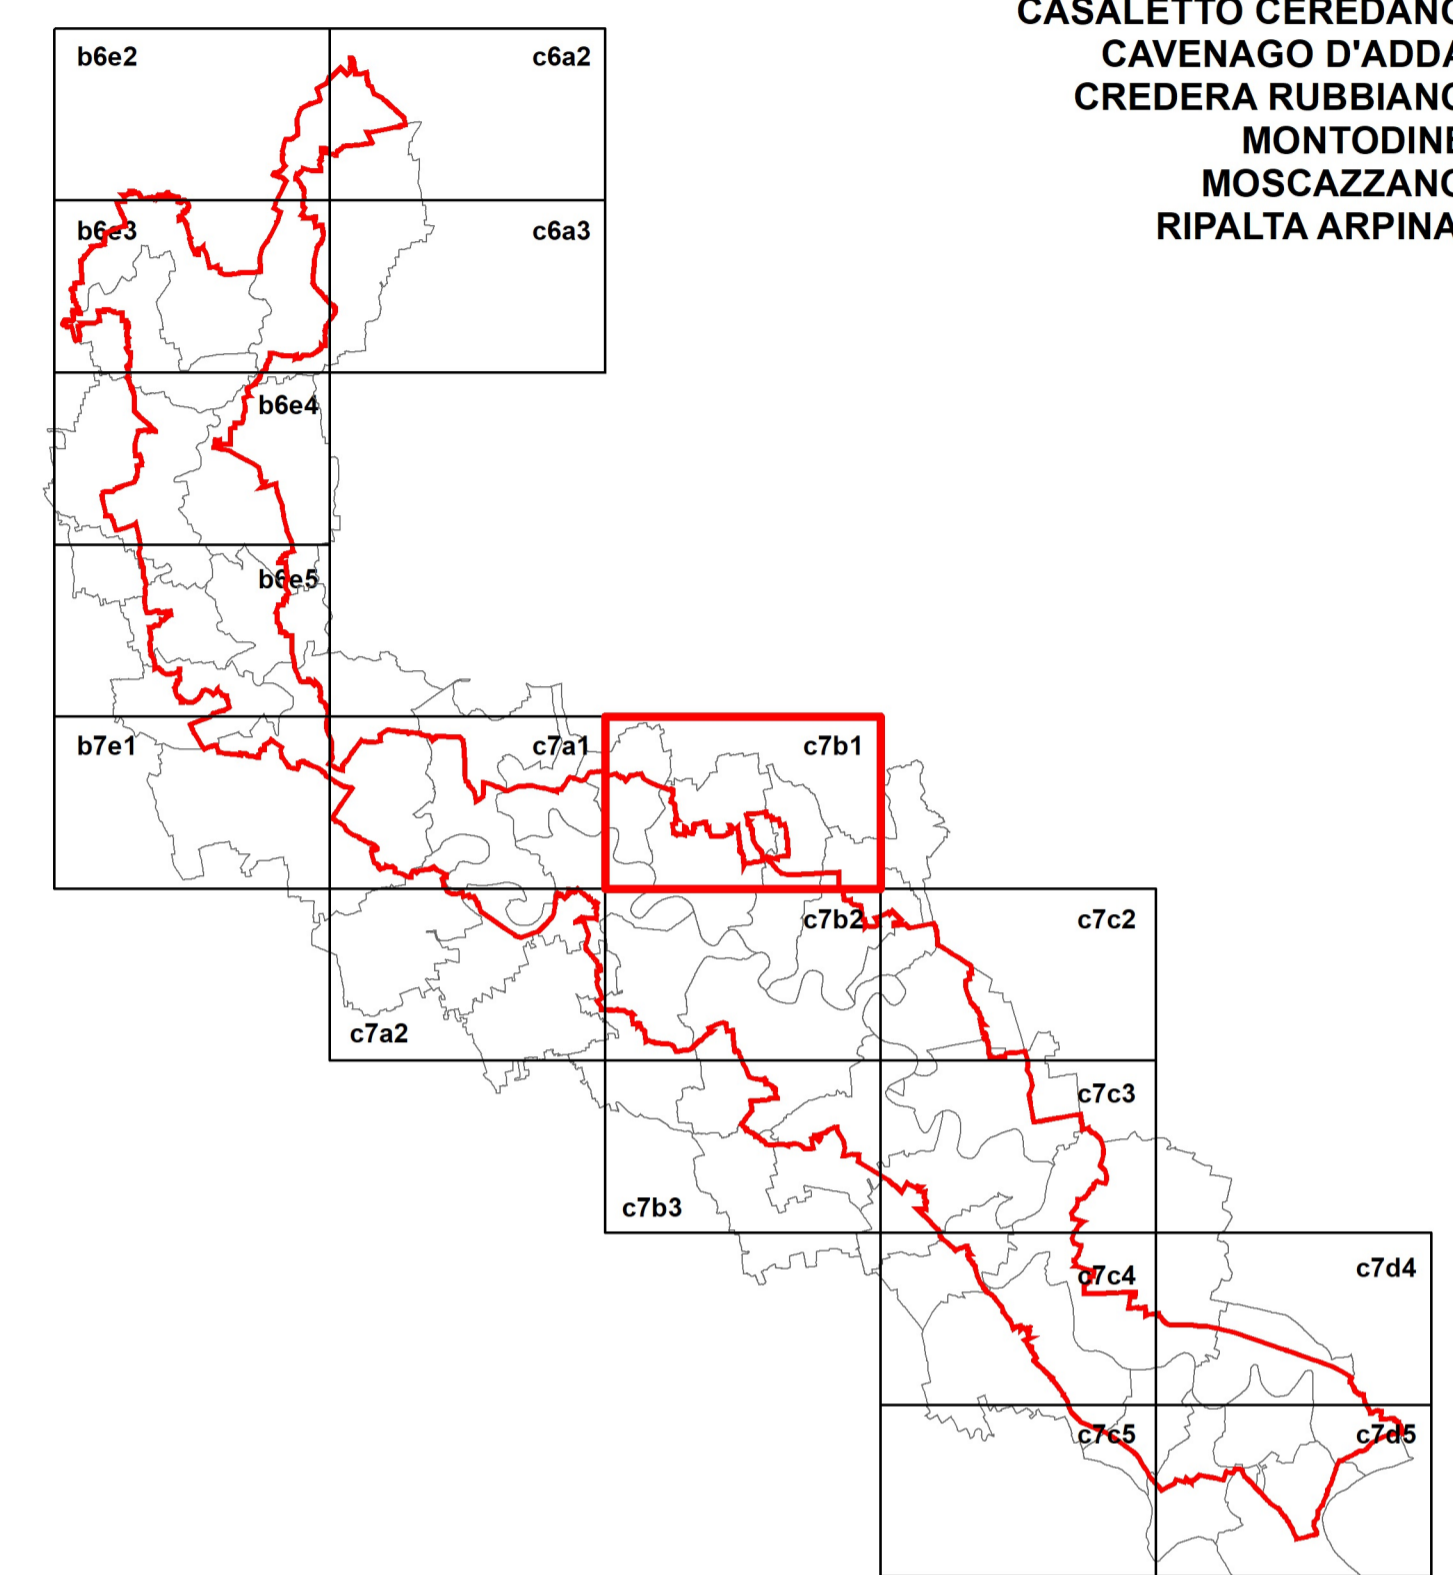 CASALETTO CEREDANO
CAVENAGO D'ADDA
CREDERA RUBBIANO
MONTODINE
MOSCAZZANO
RIPALTA ARPINA
b6e2
c6a2
b6e3
c6a3
b6e4
b6e5
b7e1
c7a1
c7b1
c7b2
c7c2
c7a2
c7c3
c7b3
c7c4
c7d4
c7c5
c7d5